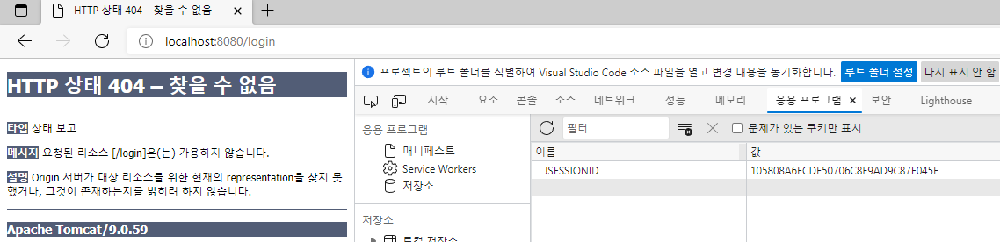 HTTP 상태 404 – 찾을 수 없음
localhost:8080/login
HTTP 상태 404 – 찾을 수 없음
타입 상태 보고
메시지 요청된 리소스 [/login]은(는) 가용하지 않습니다.
설명 Origin 서버가 대상 리소스를 위한 현재의 representation을 찾지 못
했거나, 그것이 존재하는지를 밝히려 하지 않습니다.
Apache Tomcat/9.0.59
프로젝트의 루트 폴더를 식별하여 Visual Studio Code 소스 파일을 열고 변경 내용을 동기화합니다. 루트 폴더 설정 다시 표시 안 함
시작 요소 콘솔 소스 네트워크 성능 메모리 응용 프로그램 보안 Lighthouse
응용 프로그램
매니페스트
Service Workers
저장소
저장소
로컬 저장소
필터 문제가 있는 쿠키만 표시
이름 값
JSESSIONID 105808A6ECDE50706C8E9AD9C87F045F